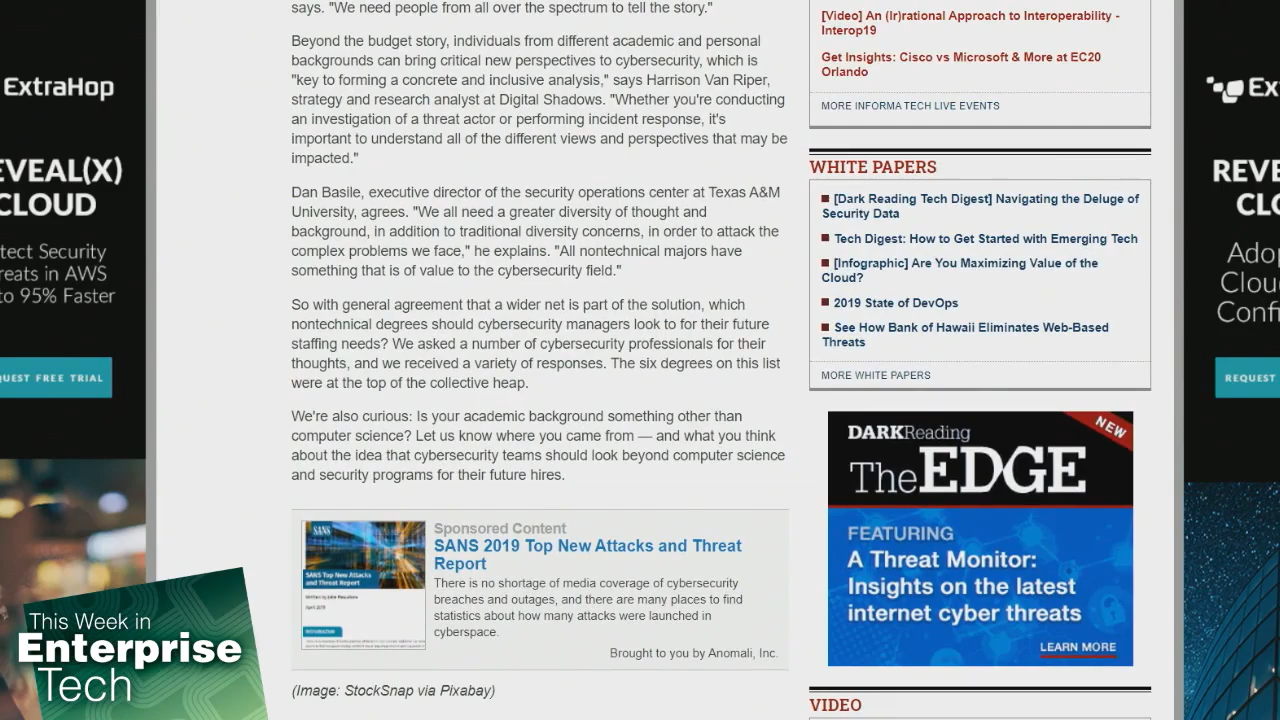 says. "We need people from all over the spectrum to tell the story."
Beyond the budget story, individuals from different academic and personal
backgrounds can bring critical new perspectives to cybersecurity, which is
"key to forming a concrete and inclusive analysis," says Harrison Van Riper,
strategy and research analyst at Digital Shadows. "Whether you're conducting
an investigation of a threat actor or performing incident response, it's
important to understand all of the different views and perspectives that may be
impacted."
Dan Basile, executive director of the security operations center at Texas A&M
University, agrees. "We all need a greater diversity of thought and
background, in addition to traditional diversity concerns, in order to attack the
complex problems we face," he explains. "All nontechnical majors have
something that is of value to the cybersecurity field."
So with general agreement that a wider net is part of the solution, which
nontechnical degrees should cybersecurity managers look to for their future
staffing needs? We asked a number of cybersecurity professionals for their
thoughts, and we received a variety of responses. The six degrees on this list
were at the top of the collective heap.
We're also curious: Is your academic background something other than
computer science? Let us know where you came from — and what you think
about the idea that cybersecurity teams should look beyond computer science
and security programs for their future hires.
SANS
SANS Top New Attacks
and Threat Report
Sponsored Content
SANS 2019 Top New Attacks and Threat
Report
There is no shortage of media coverage of cybersecurity
breaches and outages, and there are many places to find
statistics about how many attacks were launched in
cyberspace.
Brought to you by Anomali, Inc.
(Image: StockSnap via Pixabay)
[Video] An (Ir)rational Approach to Interoperability -
Interop19
Get Insights: Cisco vs Microsoft & More at EC20
Orlando
MORE INFORMA TECH LIVE EVENTS
WHITE PAPERS
[Dark Reading Tech Digest] Navigating the Deluge of
Security Data
Tech Digest: How to Get Started with Emerging Tech
[Infographic] Are You Maximizing Value of the
Cloud?
2019 State of DevOps
See How Bank of Hawaii Eliminates Web-Based
Threats
MORE WHITE PAPERS
NEW
DARKReading
The EDGE
FEATURING
A Threat Monitor:
Insights on the latest
internet cyber threats
LEARN MORE
VIDEO
ExtraHop
EVEAL(X)
CLOUD
tect Security
reats in AWS
to 95% Faster
QUEST FREE TRIAL
Ex
REVE
CLO
Adop
Clou
Conf
REQUEST
This Week in
Enterprise
Tech